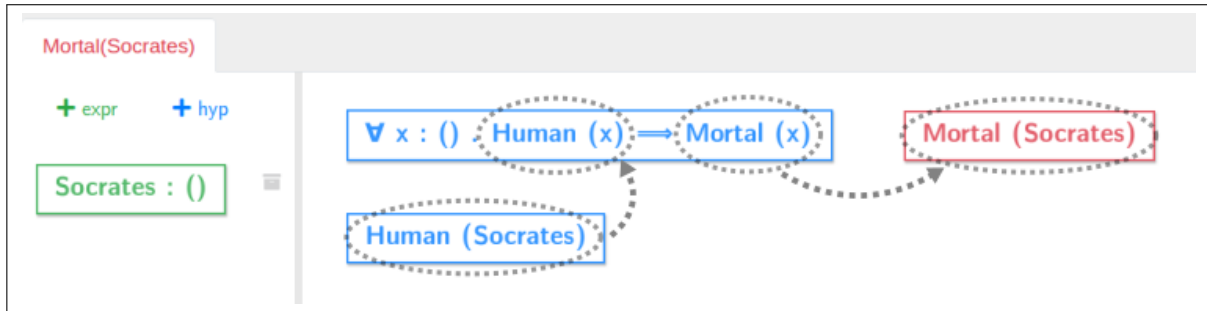 Mortal(Socrates)
+ expr + hyp
∀ x : () . Human (x) ⟹ Mortal (x)
Mortal (Socrates)
Socrates : ()
Human (Socrates)